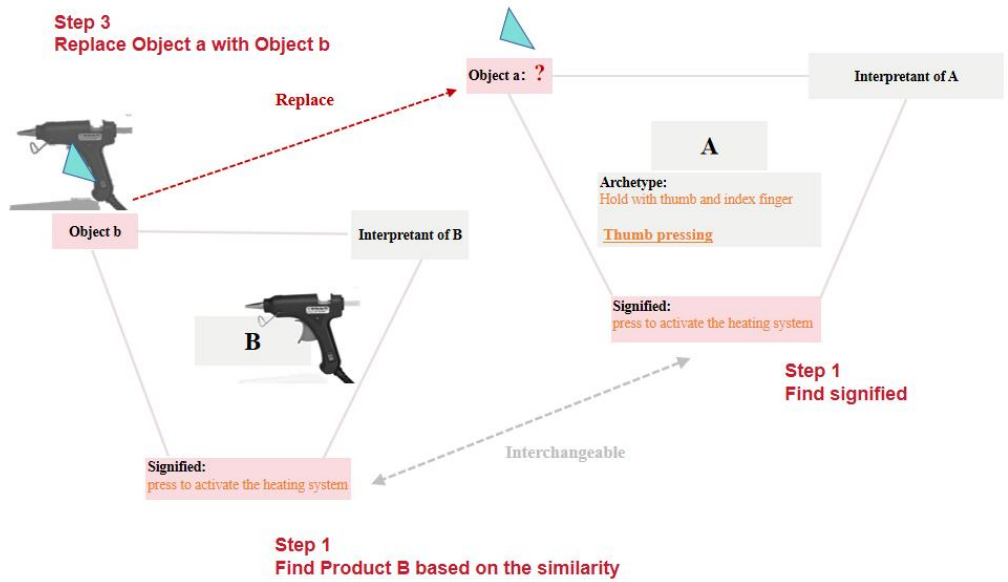 Step 3
Replace Object a with Object b
Object a: ?
Interpretant of A
Replace
A
Archetype:
Hold with thumb and index finger
Thumb pressing
Object b
Interpretant of B
Signified:
press to activate the heating system
B
Step 1
Find signified
Interchangeable
Signified:
press to activate the heating system
Step 1
Find Product B based on the similarity